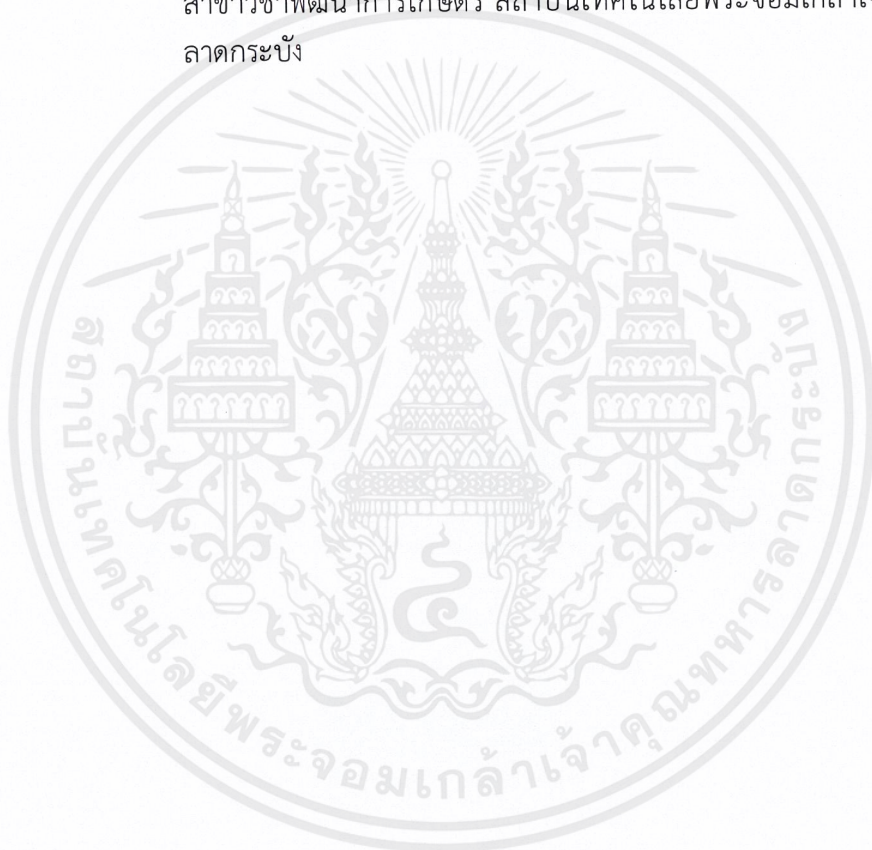 สาขาวิชาพัฒนาการเกษตร สถาบันเทคโนโลยีพระจอมเกล้าเจ้า
ลาดกระบัง
สถาบันเทคโนโลยีพระจอมเกล้าเจ้าคุณทหารลาดกระบัง
๔